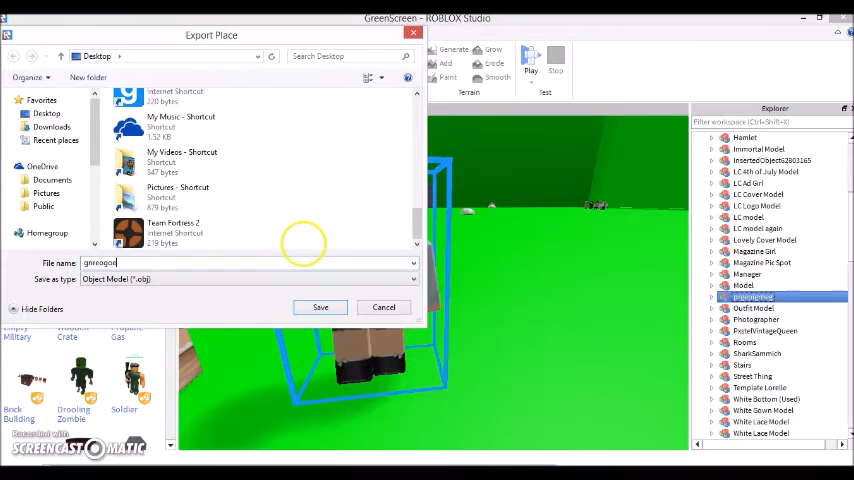 GreenScreen - ROBLOX Studio
Export Place
Desktop
Search Desktop
Organize
New folder
Generate
Grow
Add
Erode
Paint
Smooth
Play
Stop
Terrain
Test
Favorites
Desktop
Downloads
Recent places
OneDrive
Documents
Pictures
Public
Homegroup
Internet Shortcut
220 bytes
My Music - Shortcut
Shortcut
1.52 KB
My Videos - Shortcut
Shortcut
847 bytes
Pictures - Shortcut
Shortcut
879 bytes
Team Fortress 2
Internet Shortcut
219 bytes
File name:
gnreogoe
Save as type:
Object Model (*.obj)
Hide Folders
Save
Cancel
Explorer
Filter workspace (Ctrl+Shift+X)
Hamlet
Immortal Model
InsertedObject62803165
LC 4th of July Model
LC Ad Girl
LC Logo Model
LC model
LC model again
Lovely Cover Model
Magazine Girl
Magazine Pic Spot
Manager
Model
Outfit Model
Photographer
PxstelVintageQueen
Rooms
SharkSammich
Stairs
Street Thing
Template Lorelle
White Bottom (Used)
White Gown Model
White Lace Model
White Lace Model
Military
Crate
Gas
Brick
Building
Drooling
Zombie
Soldier
Recorded with
SCREENCAST MATIC